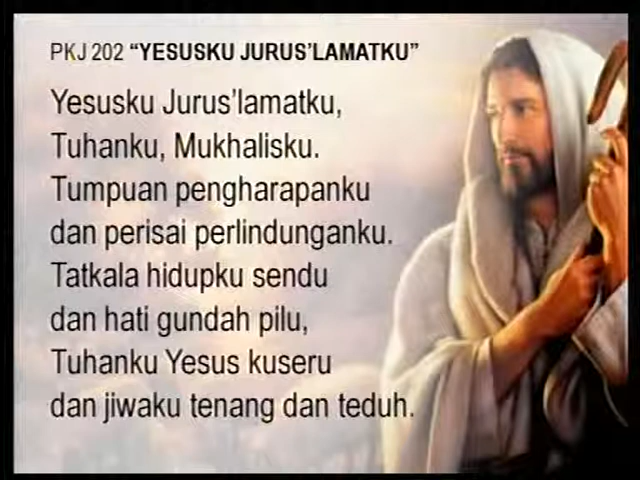 PKJ 202 “YESUSKU JURUS’LAMATKU”
Yesusku Jurus’lamatku,
Tuhanku, Mukhalisku.
Tumpuan pengharapanku
dan perisai perlindunganku.
Tatkala hidupku sendu
dan hati gundah pilu,
Tuhanku Yesus kuseru
dan jiwaku tenang dan teduh.